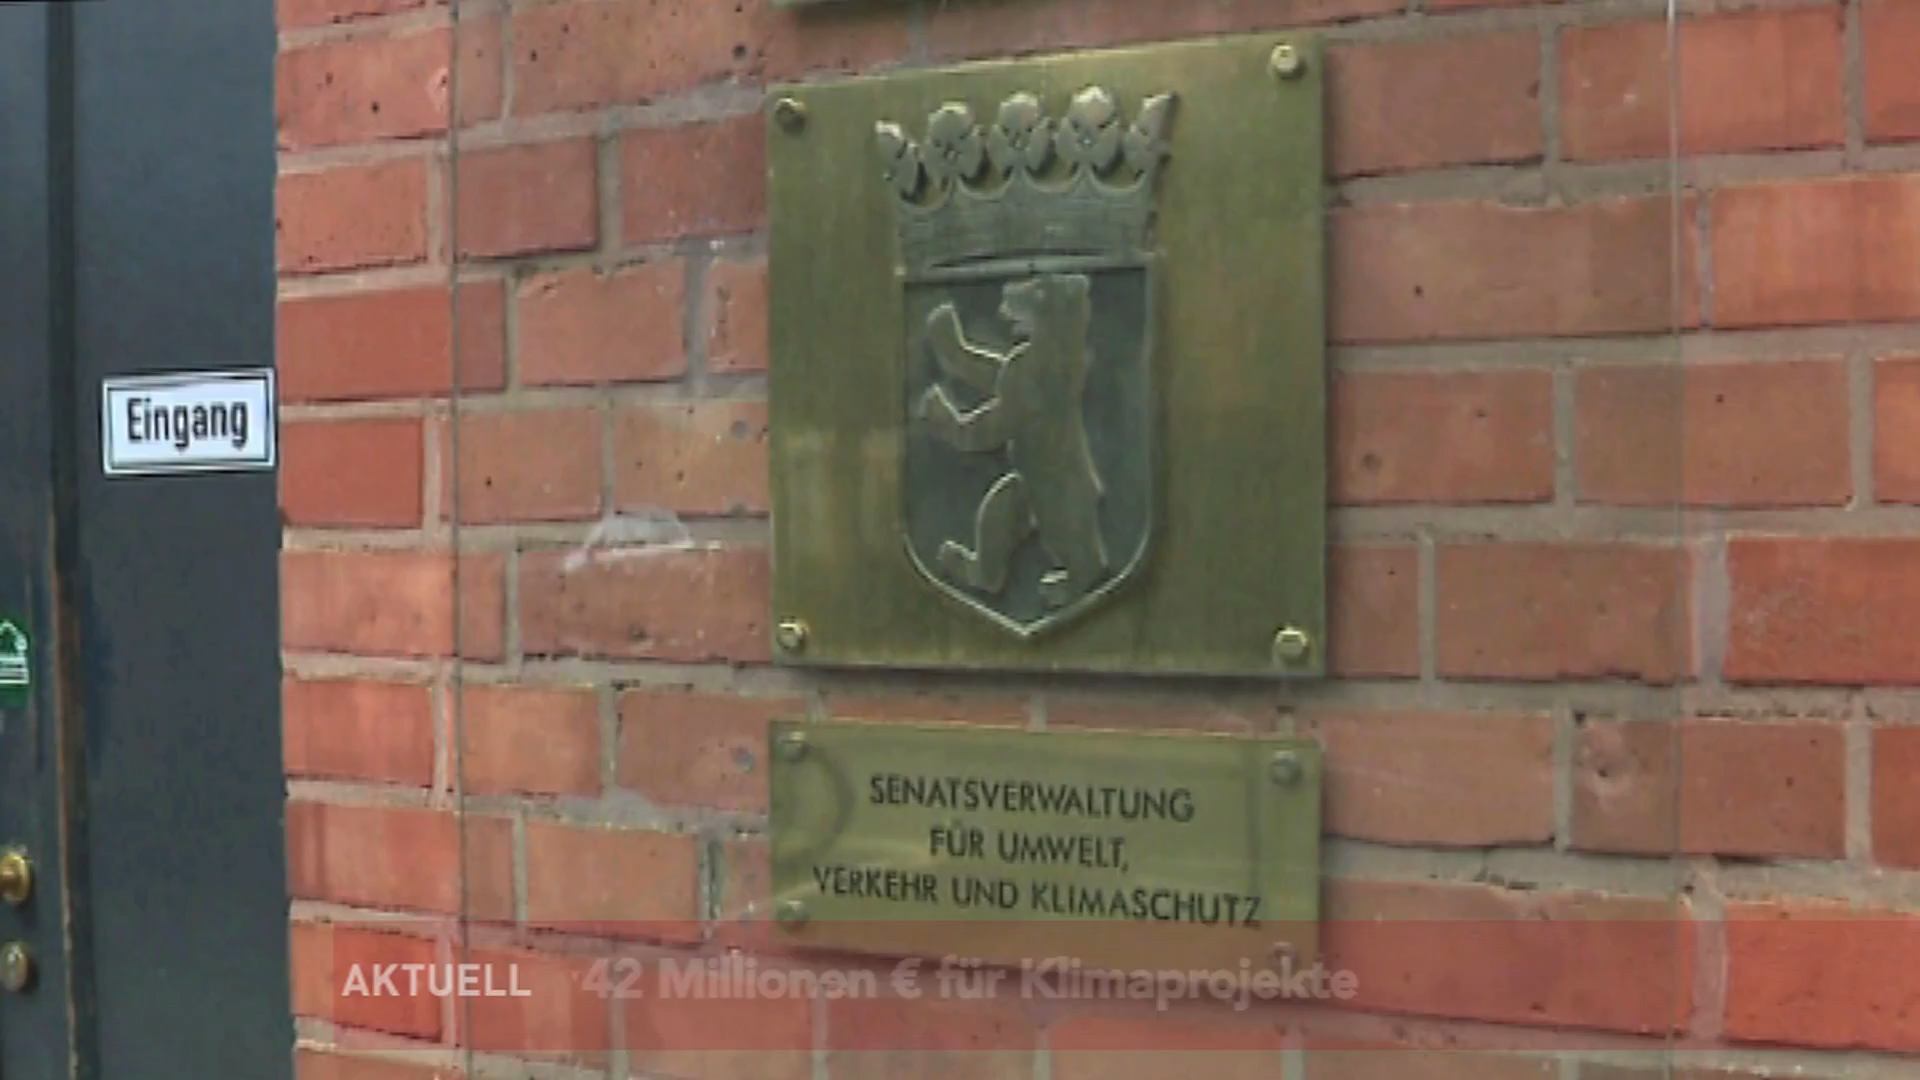 Eingang
SENATSVERWALTUNG
FÜR UMWELT,
VERKEHR UND KLIMASCHUTZ
AKTUELL 42 Millionen € für Klimaprojekte